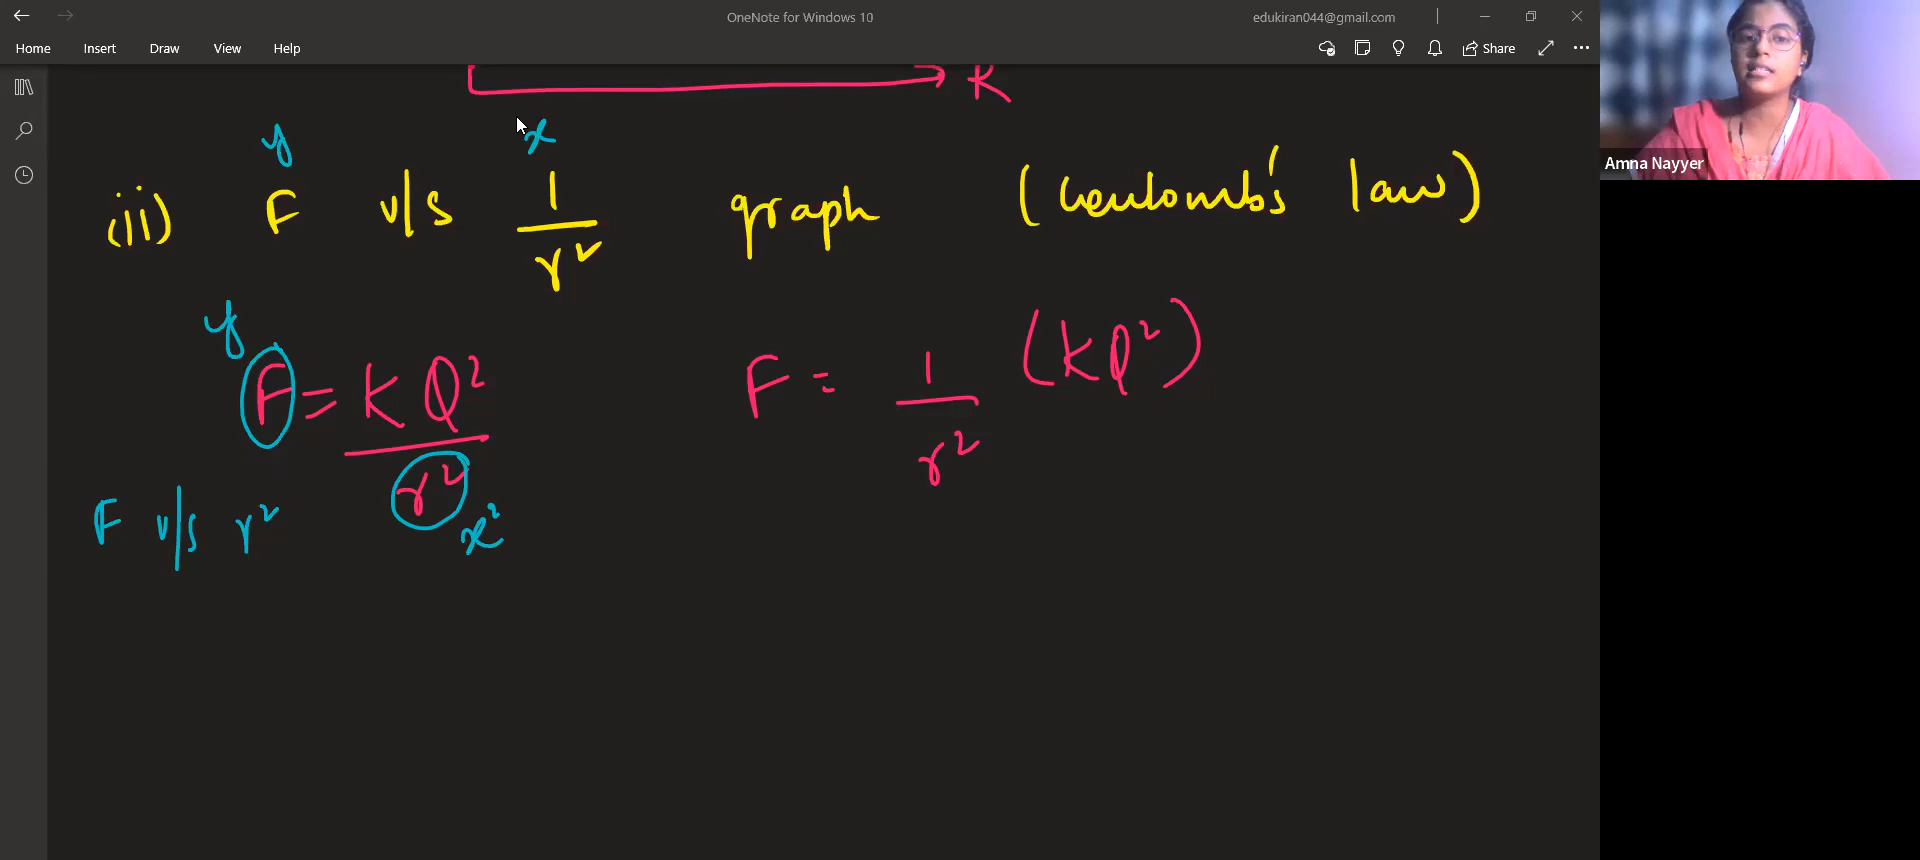 OneNote for Windows 10
edukiran044@gmail.com
Home Insert Draw View Help
Share
R
y x
(ii) F v/s 1/r² graph (Coulomb's law)
y
F = KQ²/r² F = 1/r² (KQ²)
x²
F v/s r²
Amna Nayyer